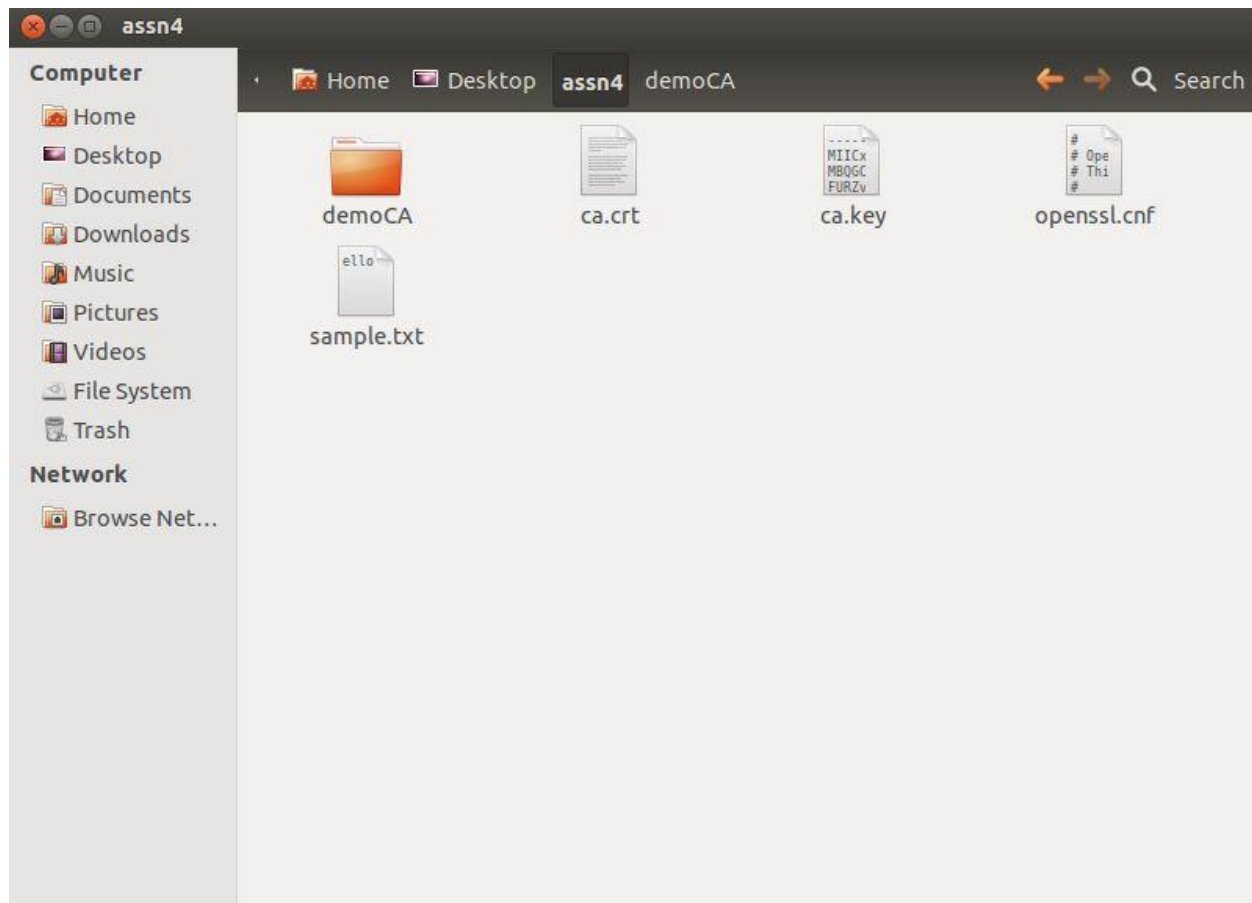 assn4
Computer
Home
Desktop
Documents
Downloads
Music
Pictures
Videos
File System
Trash
Network
Browse Net...
Home Desktop assn4 demoCA Search
demoCA
ca.crt
-----
MIICx
MBQGC
FURZv
ca.key
#
# Ope
# Thi
#
openssl.cnf
ello
sample.txt